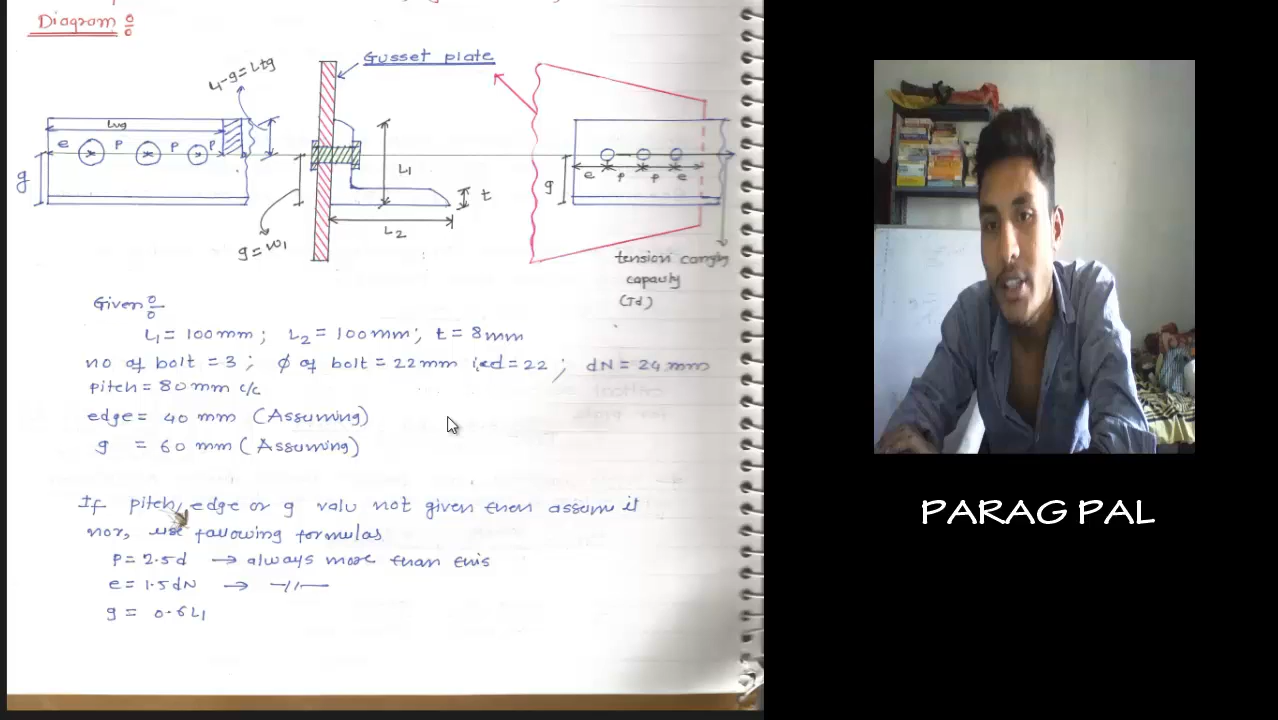 Diagram %
L1-g=Ltg
Gusset plate
Lvg
e P P P
g
L1
t
L2
g=w1
g
e P P e
tension carrying
capacity
(Td)
Given %
L1 = 100mm; L2 = 100mm; t = 8mm
no of bolt = 3; ϕ of bolt = 22mm i.e d = 22; dN = 24 mm
pitch = 80mm c/c
edge = 40 mm (Assuming)
g = 60 mm (Assuming)
If pitch, edge or g valu not given then assum it
nor, use following formulas
P = 2.5d → always more than this
e = 1.5dN → —//—
g = 0.6L1
PARAG PAL